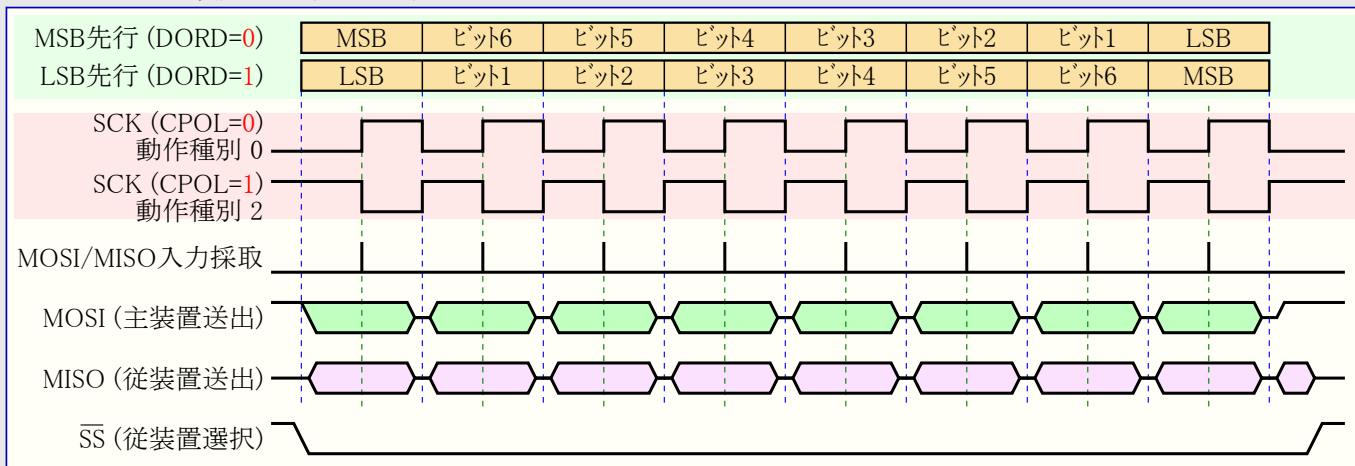 MSB先行 (DORD=0) MSB ビット6 ビット5 ビット4 ビット3 ビット2 ビット1 LSB
LSB先行 (DORD=1) LSB ビット1 ビット2 ビット3 ビット4 ビット5 ビット6 MSB
SCK (CPOL=0)
動作種別 0
SCK (CPOL=1)
動作種別 2
MOSI/MISO入力採取
MOSI (主装置送出)
MISO (従装置送出)
S̅S̅ (従装置選択)